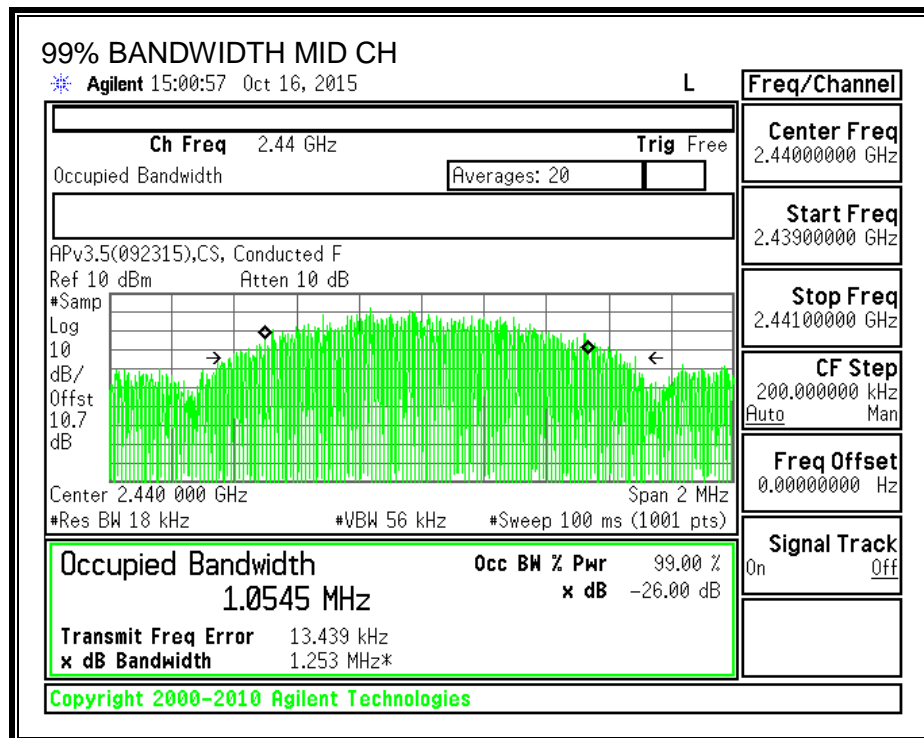 99% BANDWIDTH MID CH
Agilent 15:00:57 Oct 16, 2015 L
Ch Freq 2.44 GHz Trig Free
Occupied Bandwidth Averages: 20
APv3.5(092315),CS, Conducted F
Ref 10 dBm Atten 10 dB
#Samp
Log
10
dB/
Offst
10.7
dB
Center 2.440 000 GHz Span 2 MHz
#Res BW 18 kHz #VBW 56 kHz #Sweep 100 ms (1001 pts)
Occupied Bandwidth Occ BW % Pwr 99.00 %
1.0545 MHz x dB -26.00 dB
Transmit Freq Error 13.439 kHz
x dB Bandwidth 1.253 MHz*
Copyright 2000-2010 Agilent Technologies
Freq/Channel
Center Freq
2.44000000 GHz
Start Freq
2.43900000 GHz
Stop Freq
2.44100000 GHz
CF Step
200.000000 kHz
Auto Man
Freq Offset
0.00000000 Hz
Signal Track
On Off